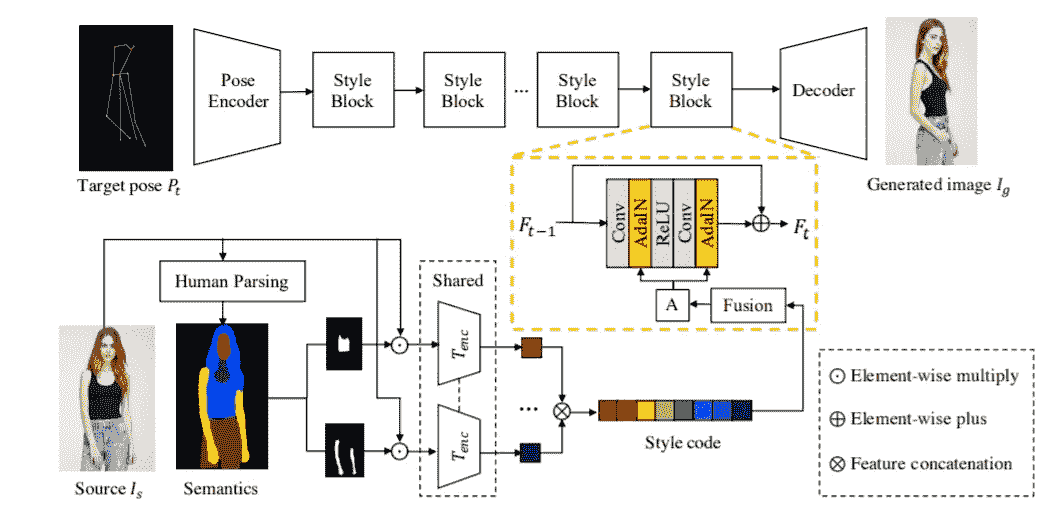 Pose
Encoder
Style
Block
Style
Block
...
Style
Block
Style
Block
Decoder
Target pose P_t
Generated image I_g
F_{t-1}
Conv
AdaIN
ReLU
Conv
AdaIN
F_t
A
Fusion
Human Parsing
Shared
T_{enc}
...
T_{enc}
Style code
Source I_s
Semantics
Element-wise multiply
Element-wise plus
Feature concatenation